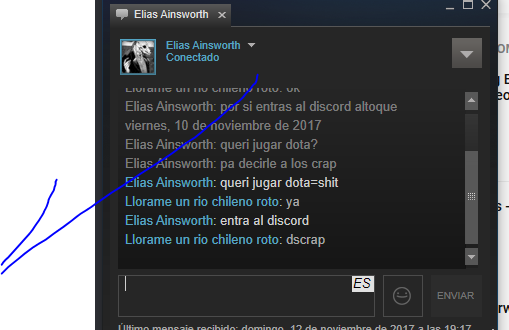 Elias Ainsworth
Elias Ainsworth
Conectado
Llorame un rio chileno roto: ok
Elias Ainsworth: por si entras al discord altoque
viernes, 10 de noviembre de 2017
Elias Ainsworth: queri jugar dota?
Elias Ainsworth: pa decirle a los crap
Elias Ainsworth: queri jugar dota=shit
Llorame un rio chileno roto: ya
Elias Ainsworth: entra al discord
Llorame un rio chileno roto: dscrap
ES
ENVIAR
Último mensaje recibido: domingo, 12 de noviembre de 2017 a las 19:17